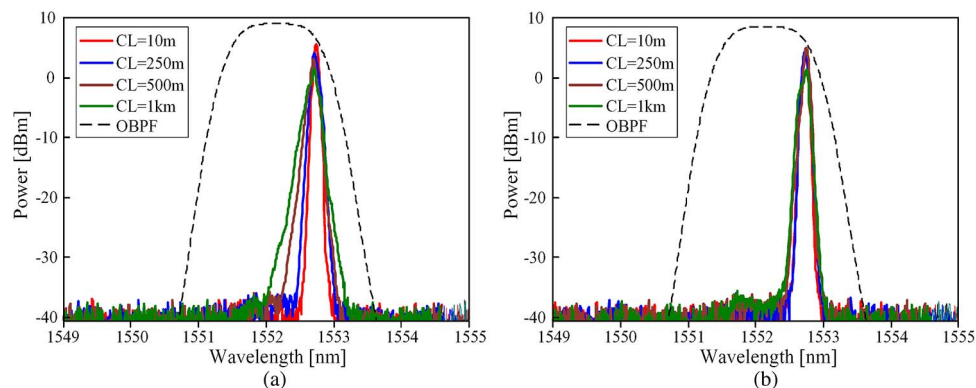 10
0
-10
-20
-30
-40
Power [dBm]
CL=10m
CL=250m
CL=500m
CL=1km
OBPF
1549 1550 1551 1552 1553 1554 1555
Wavelength [nm]
(a)
10
0
-10
-20
-30
-40
Power [dBm]
CL=10m
CL=250m
CL=500m
CL=1km
OBPF
1549 1550 1551 1552 1553 1554 1555
Wavelength [nm]
(b)